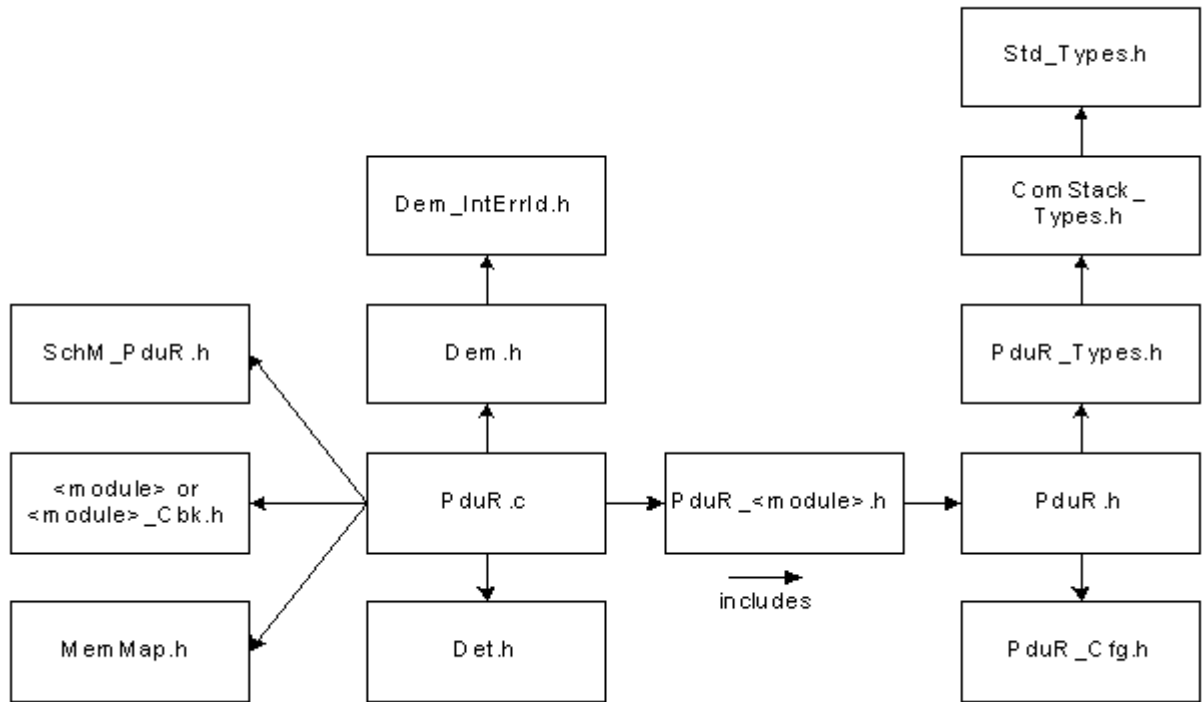 Std_Types.h
Dem_IntErrId.h
ComStack_
Types.h
SchM_PduR.h
Dem.h
PduR_Types.h
<module> or
<module>_Cbk.h
PduR.c
PduR_<module>.h
PduR.h
includes
MemMap.h
Det.h
PduR_Cfg.h